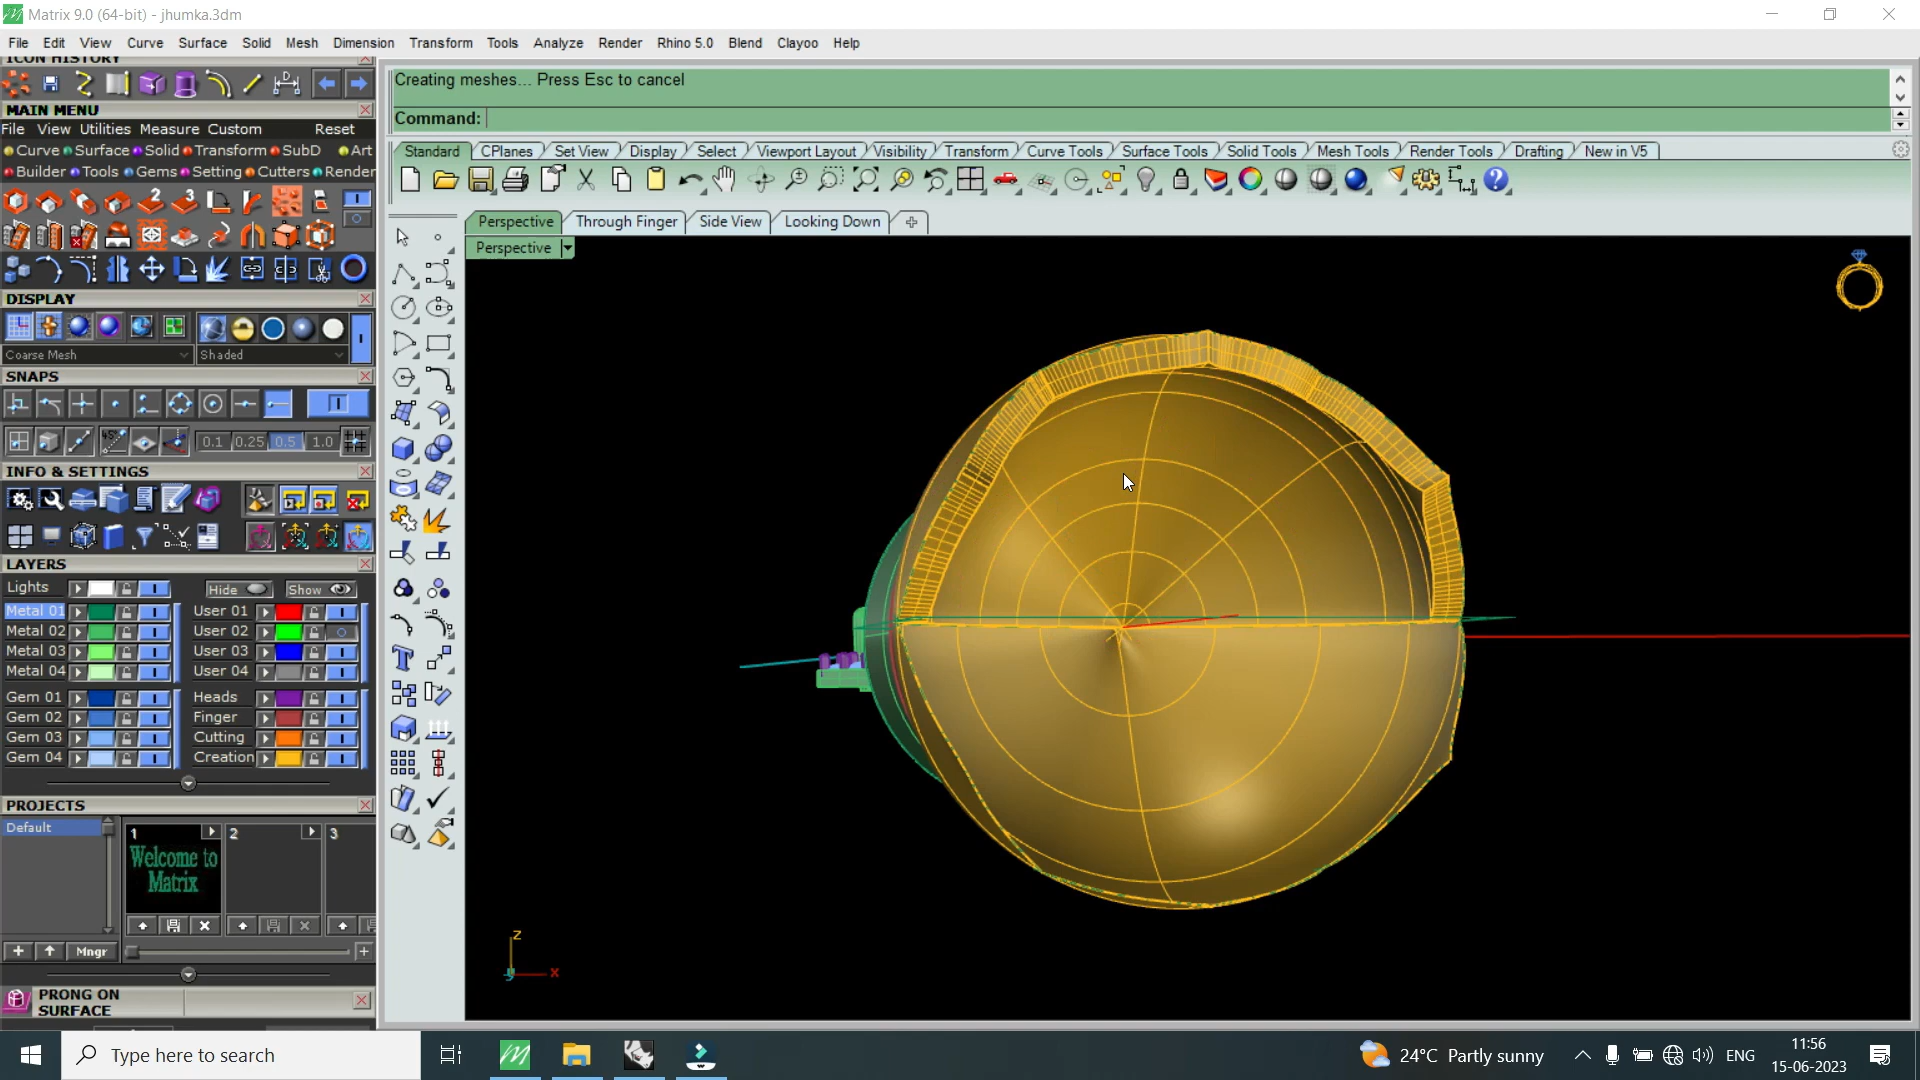 Matrix 9.0 (64-bit) - jhumka.3dm
File Edit View Curve Surface Solid Mesh Dimension Transform Tools Analyze Render Rhino 5.0 Blend Clayoo Help
ICON HISTORY
MAIN MENU
File View Utilities Measure Custom Reset
Curve Surface Solid Transform SubD Art
Builder Tools Gems Setting Cutters Render
DISPLAY
Coarse Mesh Shaded
SNAPS
0.1 0.25 0.5 1.0
INFO & SETTINGS
LAYERS
Lights Hide Show
Metal 01 User 01
Metal 02 User 02
Metal 03 User 03
Metal 04 User 04
Gem 01 Heads
Gem 02 Finger
Gem 03 Cutting
Gem 04 Creation
PROJECTS
Default 1 2 3
Welcome to
Matrix
Mngr
PRONG ON
SURFACE
Creating meshes... Press Esc to cancel
Command:
Standard CPlanes Set View Display Select Viewport Layout Visibility Transform Curve Tools Surface Tools Solid Tools Mesh Tools Render Tools Drafting New in V5
Perspective Through Finger Side View Looking Down
Perspective
z
x
y
Type here to search
24°C Partly sunny
ENG
11:56
15-06-2023